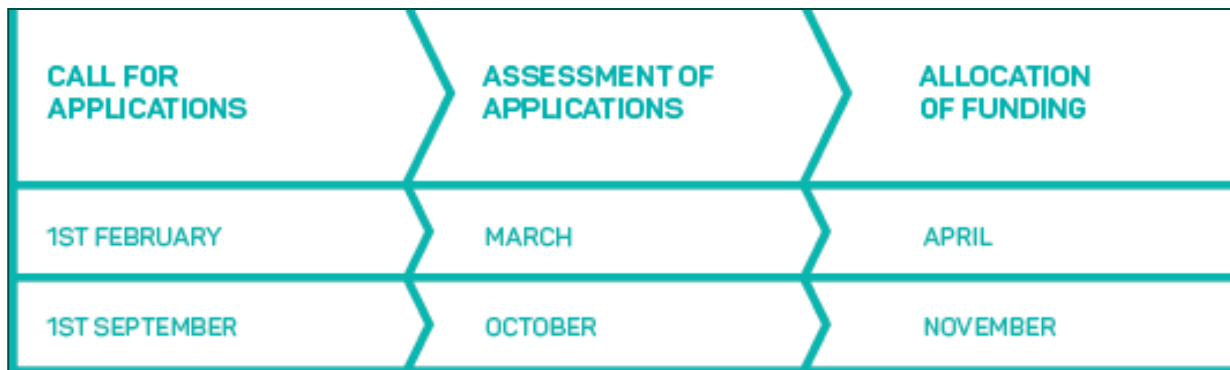 CALL FOR
APPLICATIONS
ASSESSMENT OF
APPLICATIONS
ALLOCATION
OF FUNDING
1ST FEBRUARY
MARCH
APRIL
1ST SEPTEMBER
OCTOBER
NOVEMBER